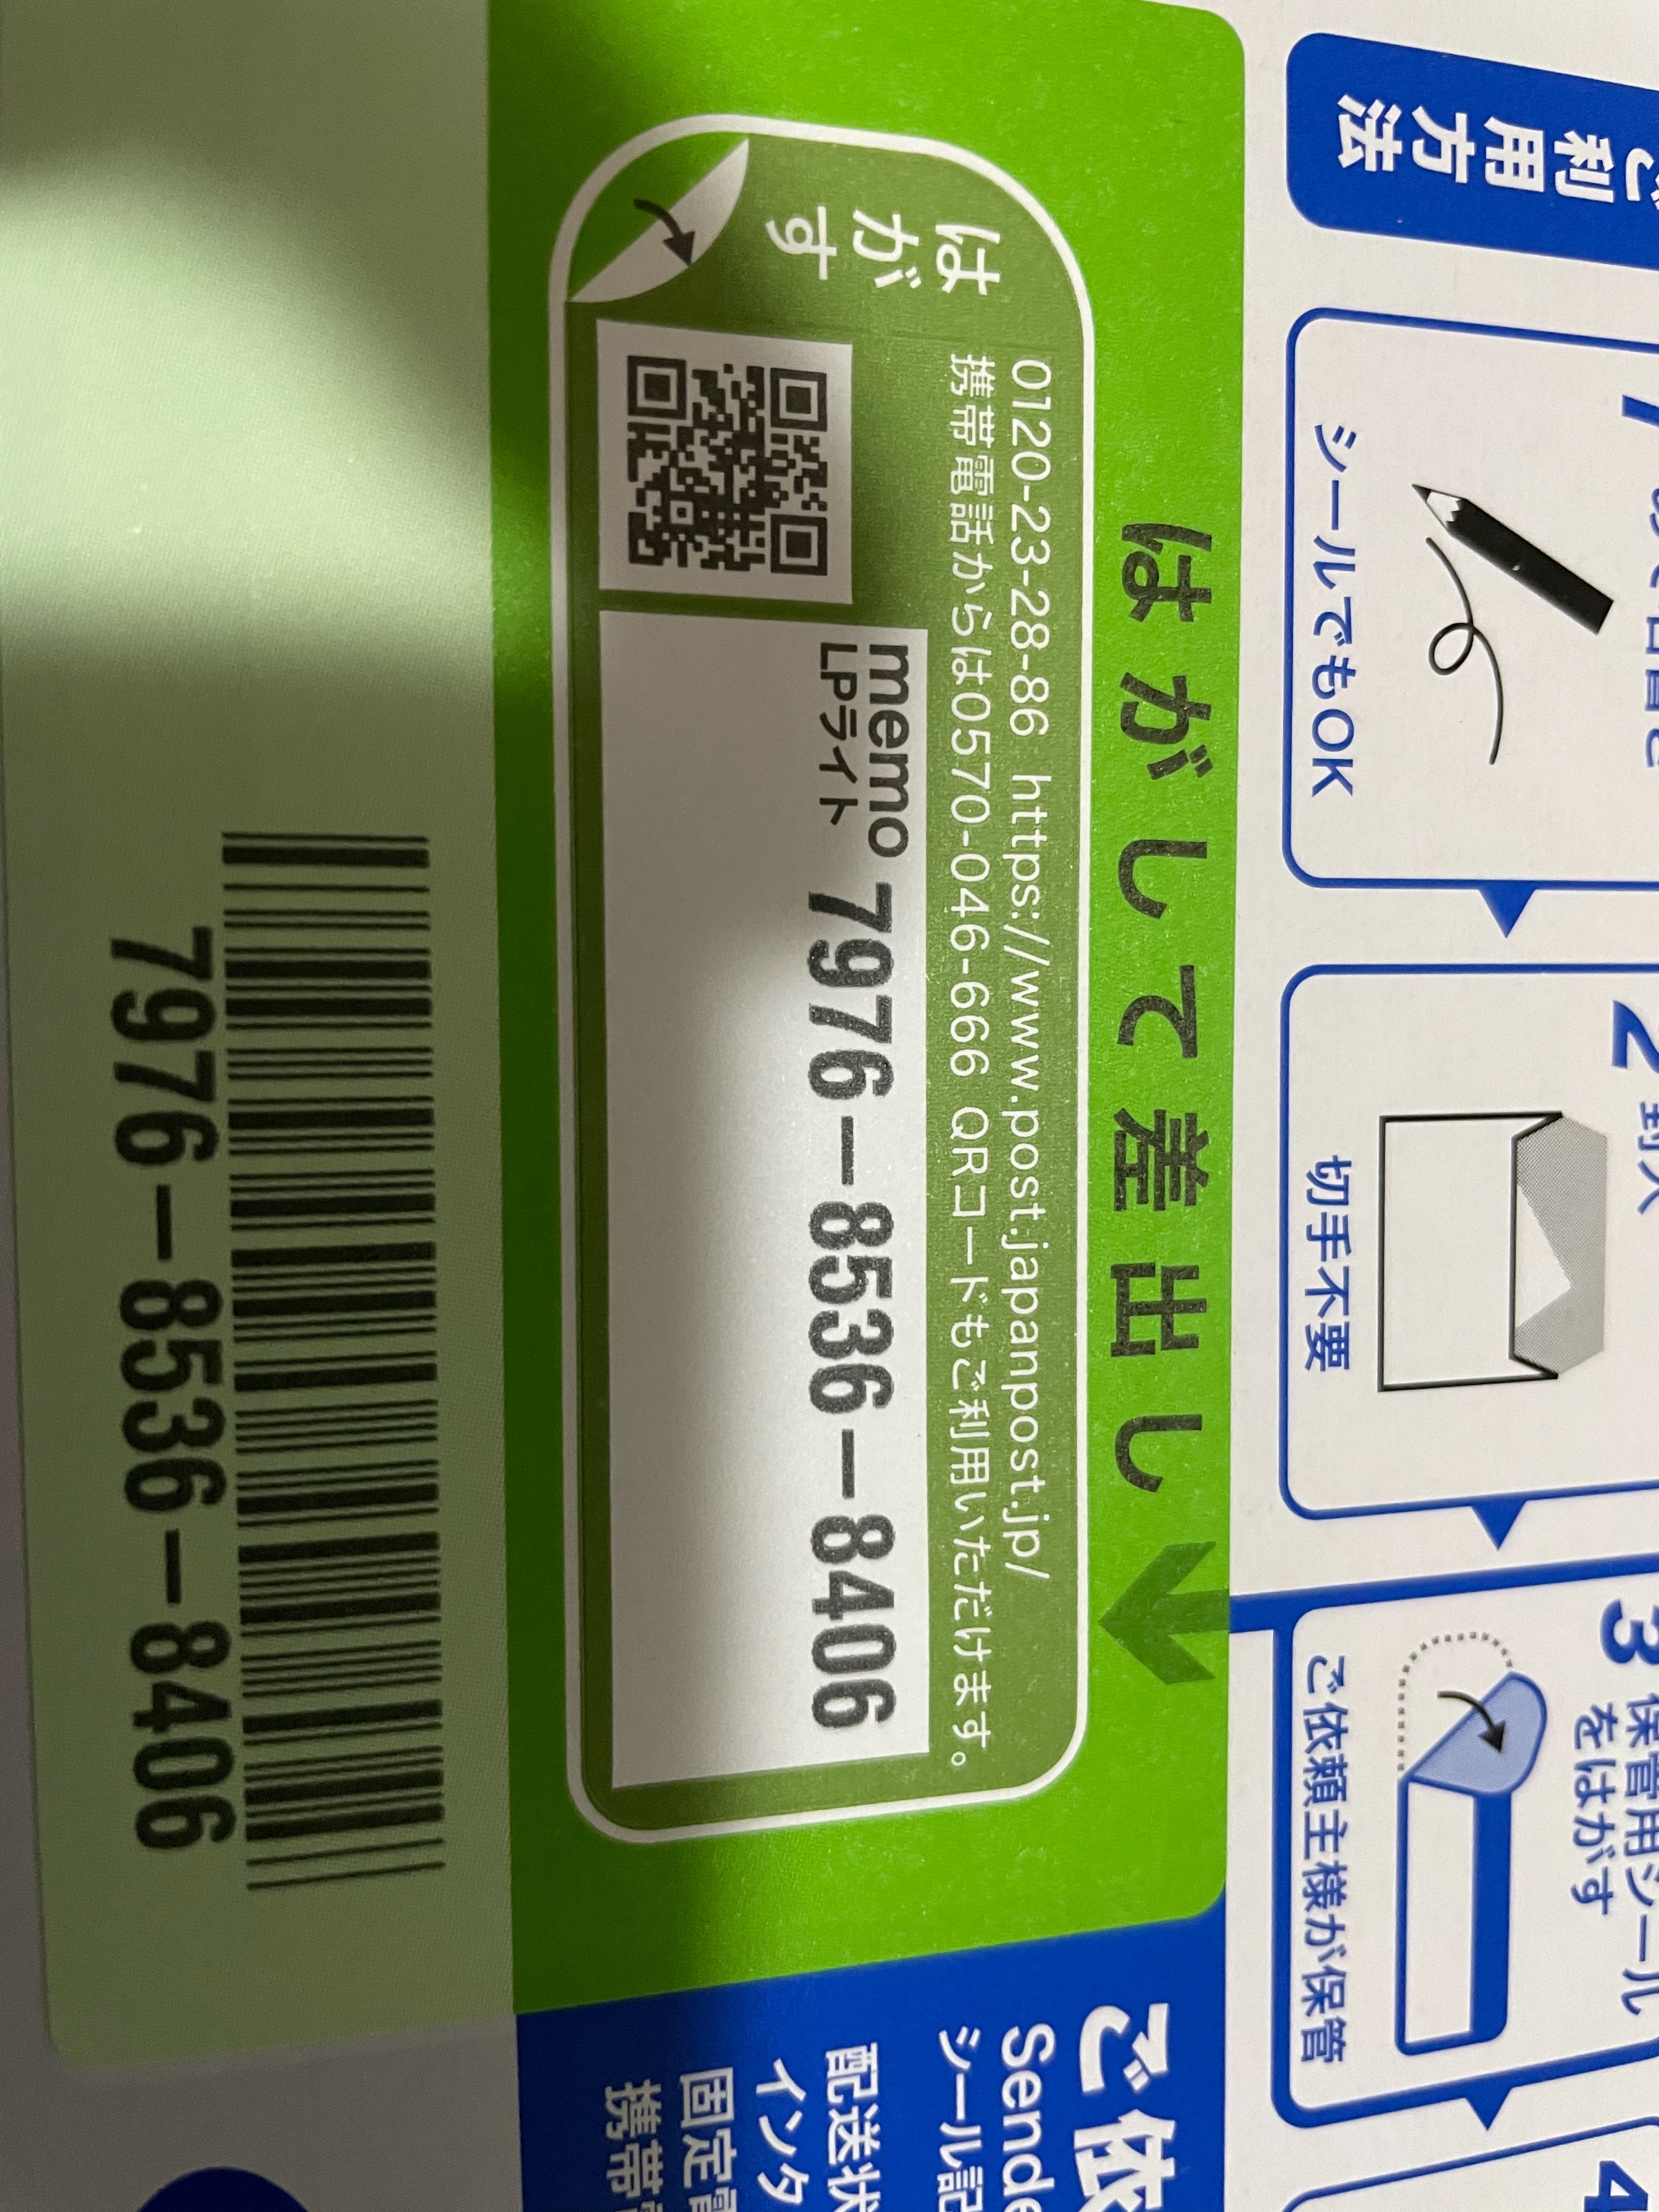 ご利用方法
シールでもOK
2 封入
切手不要
3 保管用シール
をはがす
ご依頼主様が保管
4
はがして差出し
はがす
0120-23-28-86 https://www.post.japanpost.jp/
携帯電話からは0570-046-666 QRコードもご利用いただけます。
memo 7976-8536-8406
LPライト
7976-8536-8406
ご依
Sende
シール記
配送状
インタ
固定電
携帯電